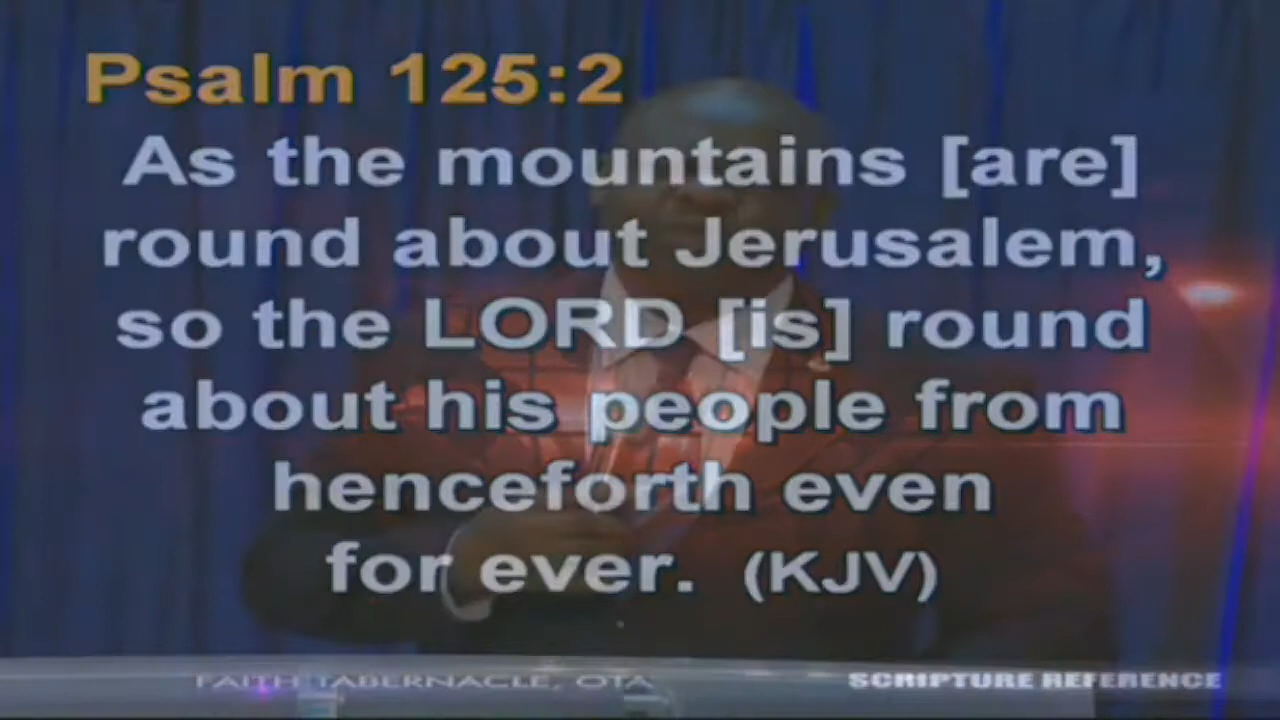 Psalm 125:2
As the mountains [are]
round about Jerusalem,
so the LORD [is] round
about his people from
henceforth even
for ever. (KJV)
FAITH TABERNACLE, OTA
SCRIPTURE REFERENCE